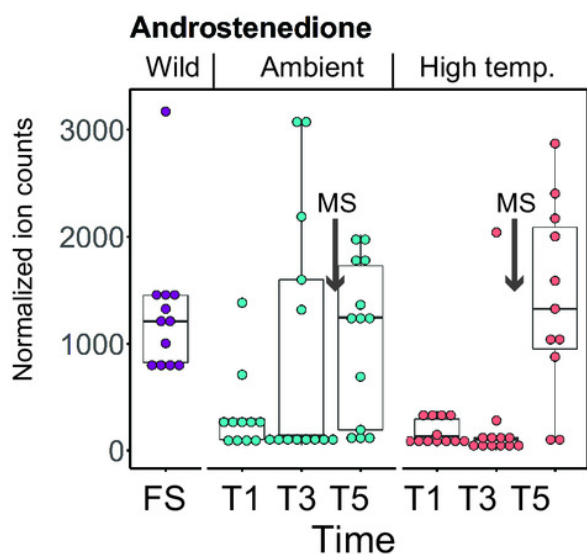 Androstenedione
Wild | Ambient | High temp.
Normalized ion counts
3000
2000
1000
0
MS
MS
FS T1 T3 T5 T1 T3 T5
Time